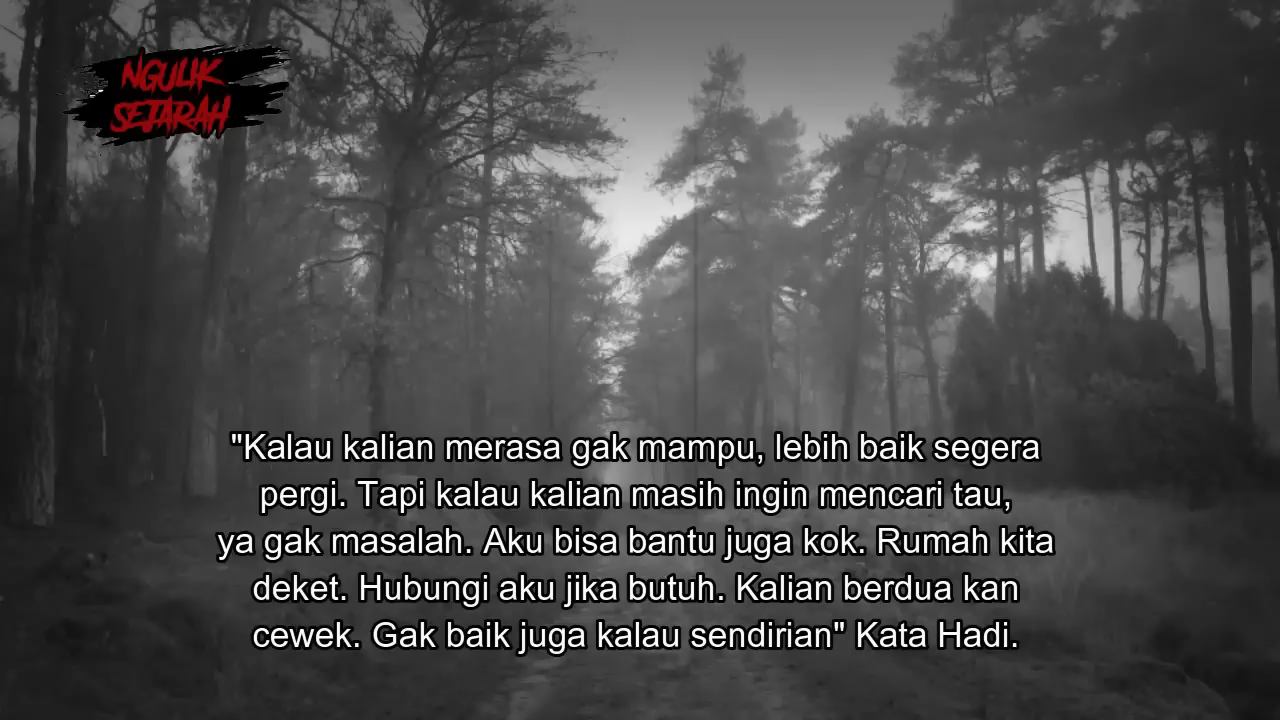 NGULIK
SEJARAH
"Kalau kalian merasa gak mampu, lebih baik segera
pergi. Tapi kalau kalian masih ingin mencari tau,
ya gak masalah. Aku bisa bantu juga kok. Rumah kita
deket. Hubungi aku jika butuh. Kalian berdua kan
cewek. Gak baik juga kalau sendirian" Kata Hadi.